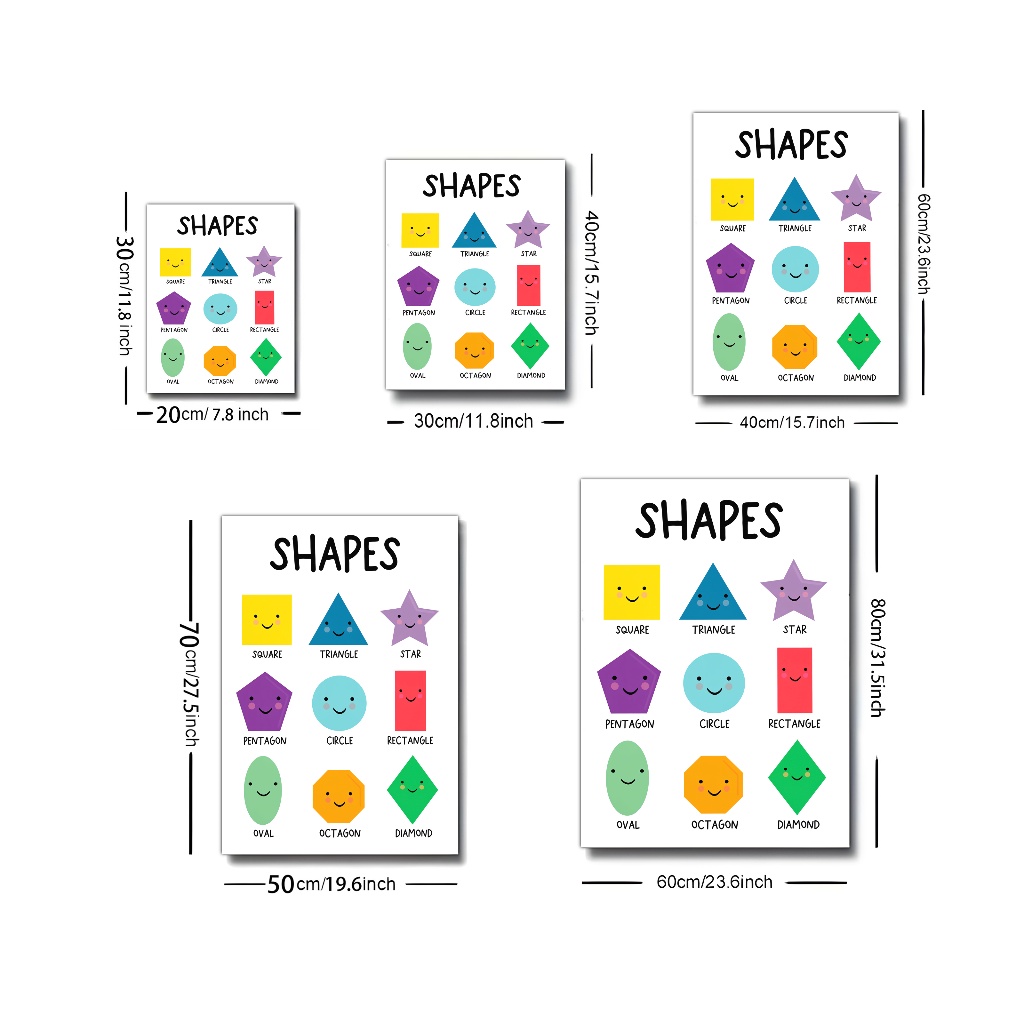 SHAPES
SQUARE TRIANGLE STAR
PENTAGON CIRCLE RECTANGLE
OVAL OCTAGON DIAMOND
30cm/11.8 inch
20cm/7.8 inch
SHAPES
SQUARE TRIANGLE STAR
PENTAGON CIRCLE RECTANGLE
OVAL OCTAGON DIAMOND
40cm/15.7inch
30cm/11.8inch
SHAPES
SQUARE TRIANGLE STAR
PENTAGON CIRCLE RECTANGLE
OVAL OCTAGON DIAMOND
60cm/23.6inch
40cm/15.7inch
SHAPES
SQUARE TRIANGLE STAR
PENTAGON CIRCLE RECTANGLE
OVAL OCTAGON DIAMOND
70cm/27.5inch
50cm/19.6inch
SHAPES
SQUARE TRIANGLE STAR
PENTAGON CIRCLE RECTANGLE
OVAL OCTAGON DIAMOND
80cm/31.5inch
60cm/23.6inch